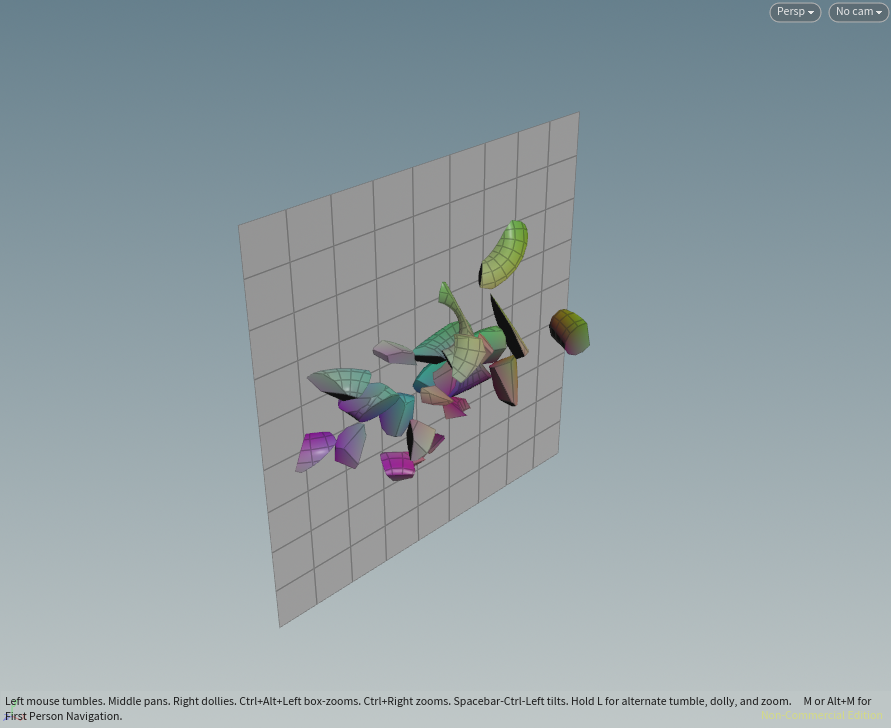 Persp No cam
Left mouse tumbles. Middle pans. Right dollies. Ctrl+Alt+Left box-zooms. Ctrl+Right zooms. Spacebar-Ctrl-Left tilts. Hold L for alternate tumble, dolly, and zoom. M or Alt+M for
First Person Navigation. Non-Commercial Edition